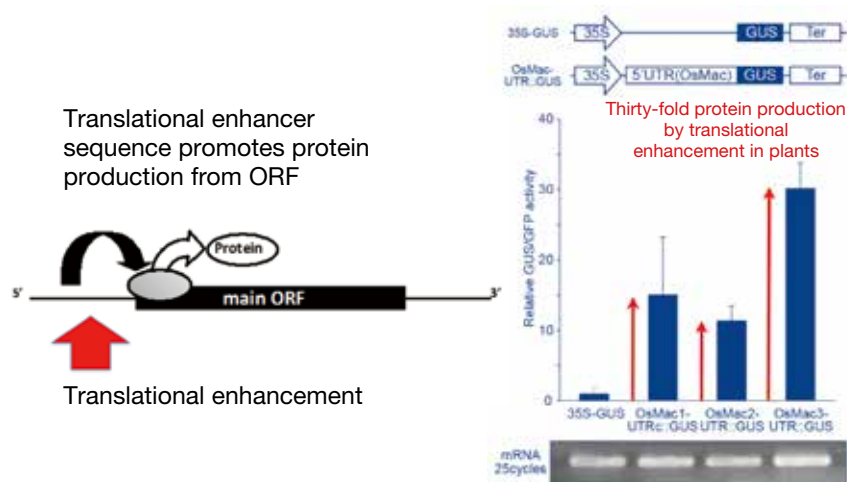 Translational enhancer
sequence promotes protein
production from ORF
5'
Protein
main ORF
3'
Translational enhancement
35S-GUS
35S
GUS
Ter
OsMac-
UTR::GUS
35S
5'UTR(OsMac)
GUS
Ter
Thirty-fold protein production
by translational
enhancement in plants
Relative GUS/GFP activity
40
30
20
10
0
35S-GUS
OsMac1-
UTRc::GUS
OsMac2-
UTR::GUS
OsMac3-
UTR::GUS
mRNA
25cycles